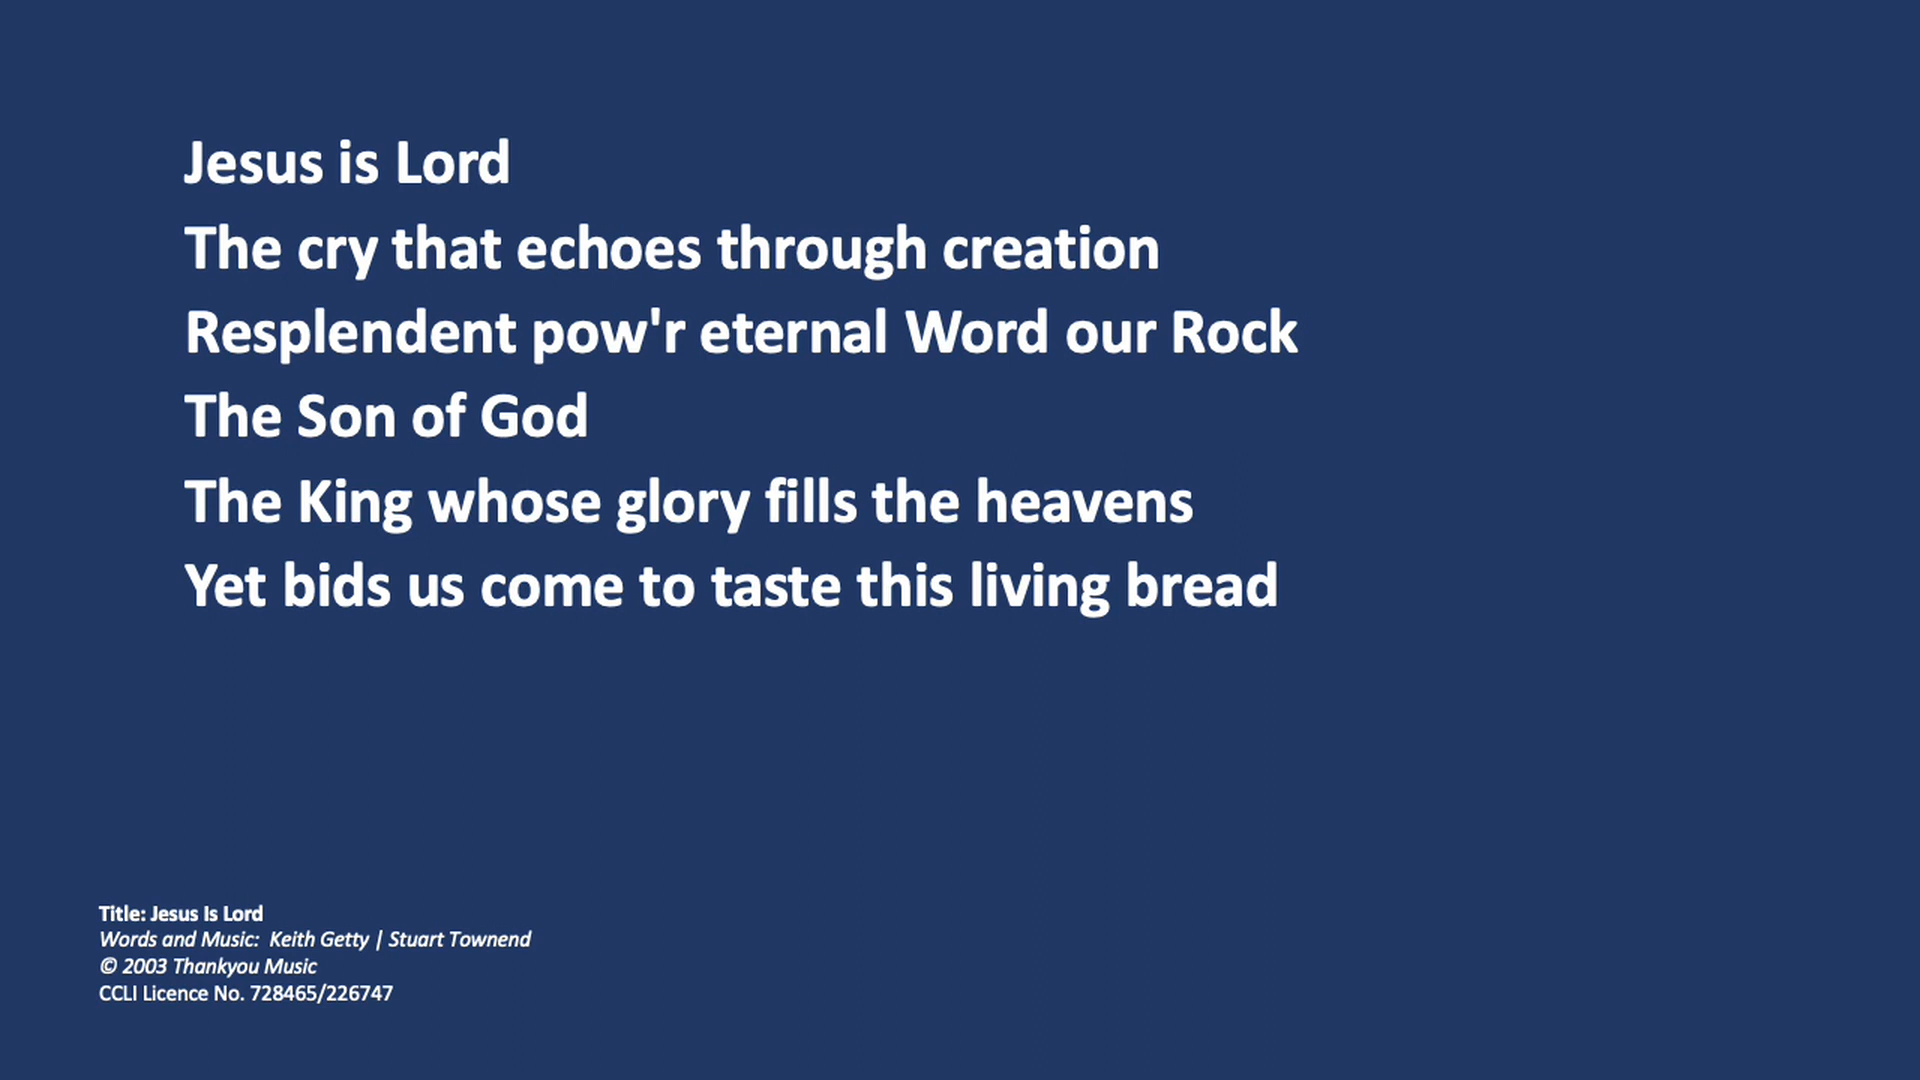 Jesus is Lord
The cry that echoes through creation
Resplendent pow'r eternal Word our Rock
The Son of God
The King whose glory fills the heavens
Yet bids us come to taste this living bread
Title: Jesus Is Lord
Words and Music:  Keith Getty | Stuart Townend
© 2003 Thankyou Music
CCLI Licence No. 728465/226747